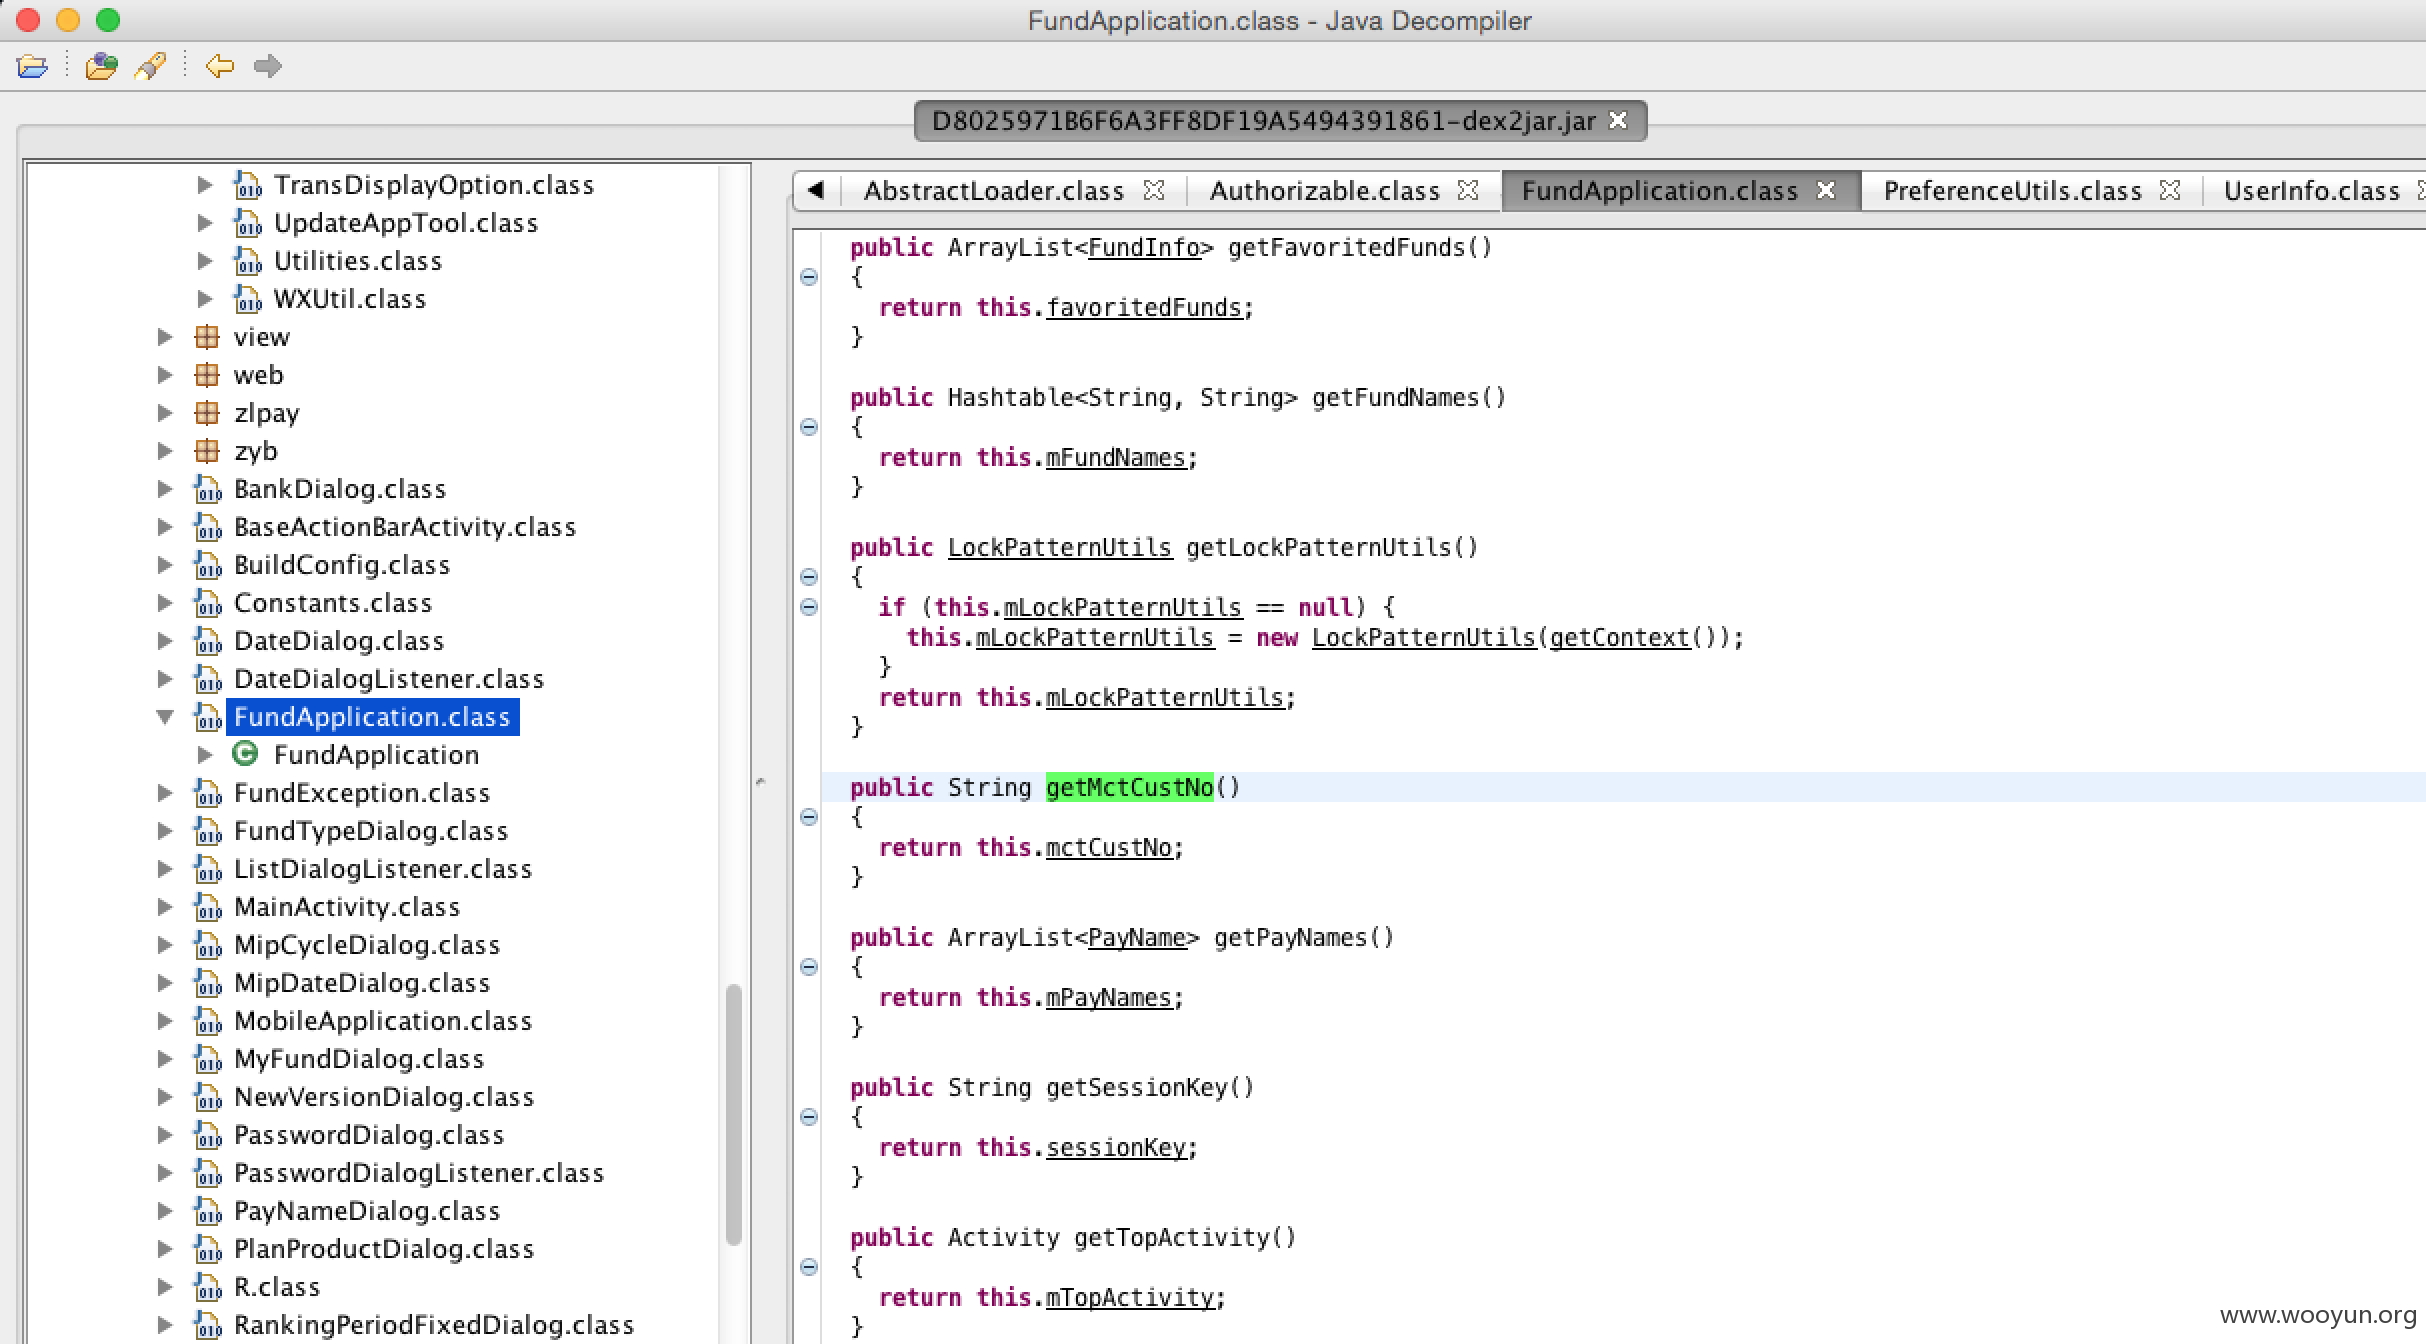 FundApplication.class - Java Decompiler
D8025971B6F6A3FF8DF19A5494391861-dex2jar.jar
TransDisplayOption.class
UpdateAppTool.class
Utilities.class
WXUtil.class
view
web
zlpay
zyb
BankDialog.class
BaseActionBarActivity.class
BuildConfig.class
Constants.class
DateDialog.class
DateDialogListener.class
FundApplication.class
FundApplication
FundException.class
FundTypeDialog.class
ListDialogListener.class
MainActivity.class
MipCycleDialog.class
MipDateDialog.class
MobileApplication.class
MyFundDialog.class
NewVersionDialog.class
PasswordDialog.class
PasswordDialogListener.class
PayNameDialog.class
PlanProductDialog.class
R.class
RankingPeriodFixedDialog.class
AbstractLoader.class Authorizable.class FundApplication.class PreferenceUtils.class UserInfo.class
public ArrayList<FundInfo> getFavoritedFunds()
{
return this.favoritedFunds;
}
public Hashtable<String, String> getFundNames()
{
return this.mFundNames;
}
public LockPatternUtils getLockPatternUtils()
{
if (this.mLockPatternUtils == null) {
this.mLockPatternUtils = new LockPatternUtils(getContext());
}
return this.mLockPatternUtils;
}
public String getMctCustNo()
{
return this.mctCustNo;
}
public ArrayList<PayName> getPayNames()
{
return this.mPayNames;
}
public String getSessionKey()
{
return this.sessionKey;
}
public Activity getTopActivity()
{
return this.mTopActivity;
}
www.wooyun.org